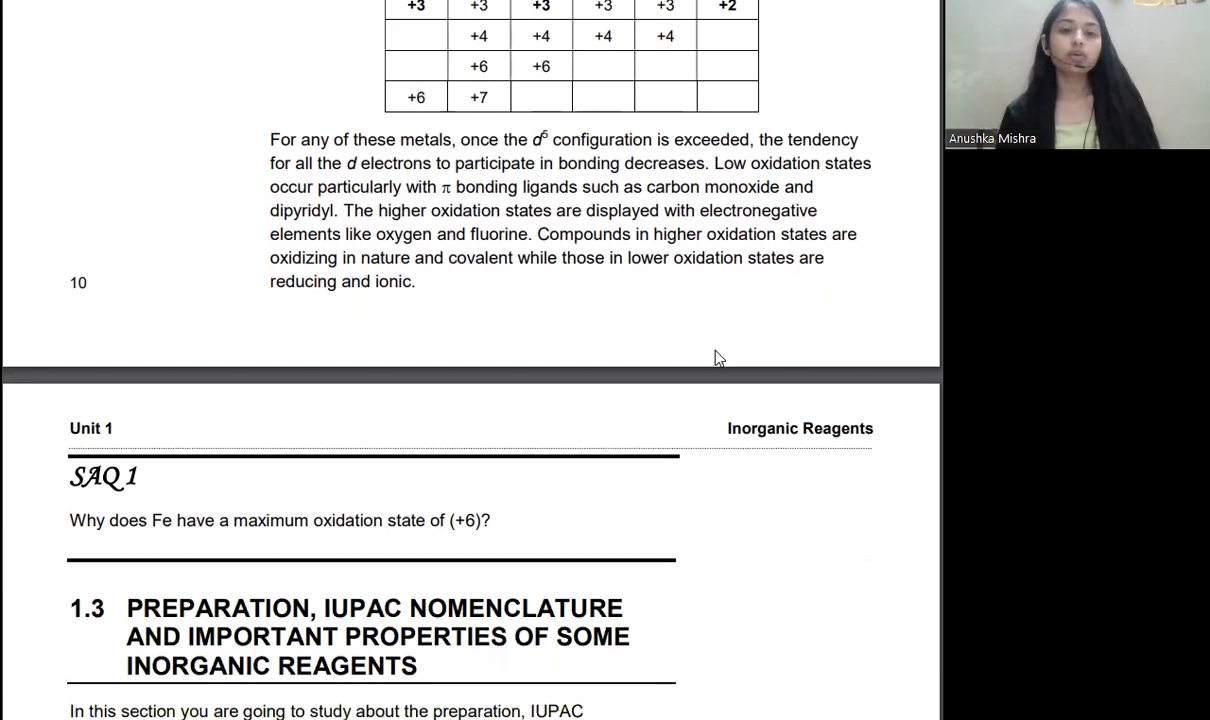 +3 +3 +3 +3 +3 +2
+4 +4 +4 +4
+6 +6
+6 +7
For any of these metals, once the d5 configuration is exceeded, the tendency
for all the d electrons to participate in bonding decreases. Low oxidation states
occur particularly with π bonding ligands such as carbon monoxide and
dipyridyl. The higher oxidation states are displayed with electronegative
elements like oxygen and fluorine. Compounds in higher oxidation states are
oxidizing in nature and covalent while those in lower oxidation states are
reducing and ionic.
10
Anushka Mishra
Unit 1 Inorganic Reagents
SAQ 1
Why does Fe have a maximum oxidation state of (+6)?
1.3 PREPARATION, IUPAC NOMENCLATURE
AND IMPORTANT PROPERTIES OF SOME
INORGANIC REAGENTS
In this section you are going to study about the preparation, IUPAC